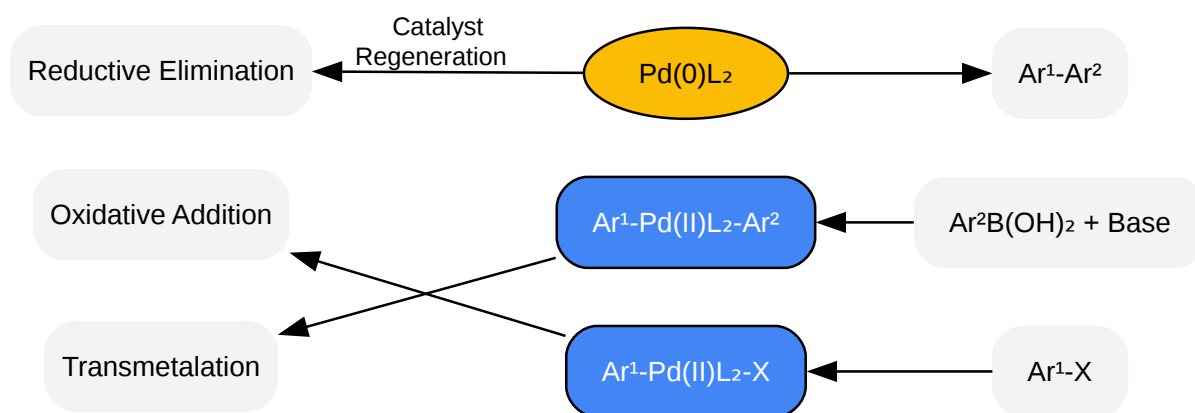 Catalyst
Regeneration
Reductive Elimination
Pd(0)L₂
Ar¹-Ar²
Oxidative Addition
Ar¹-Pd(II)L₂-Ar²
Ar²B(OH)₂ + Base
Transmetalation
Ar¹-Pd(II)L₂-X
Ar¹-X